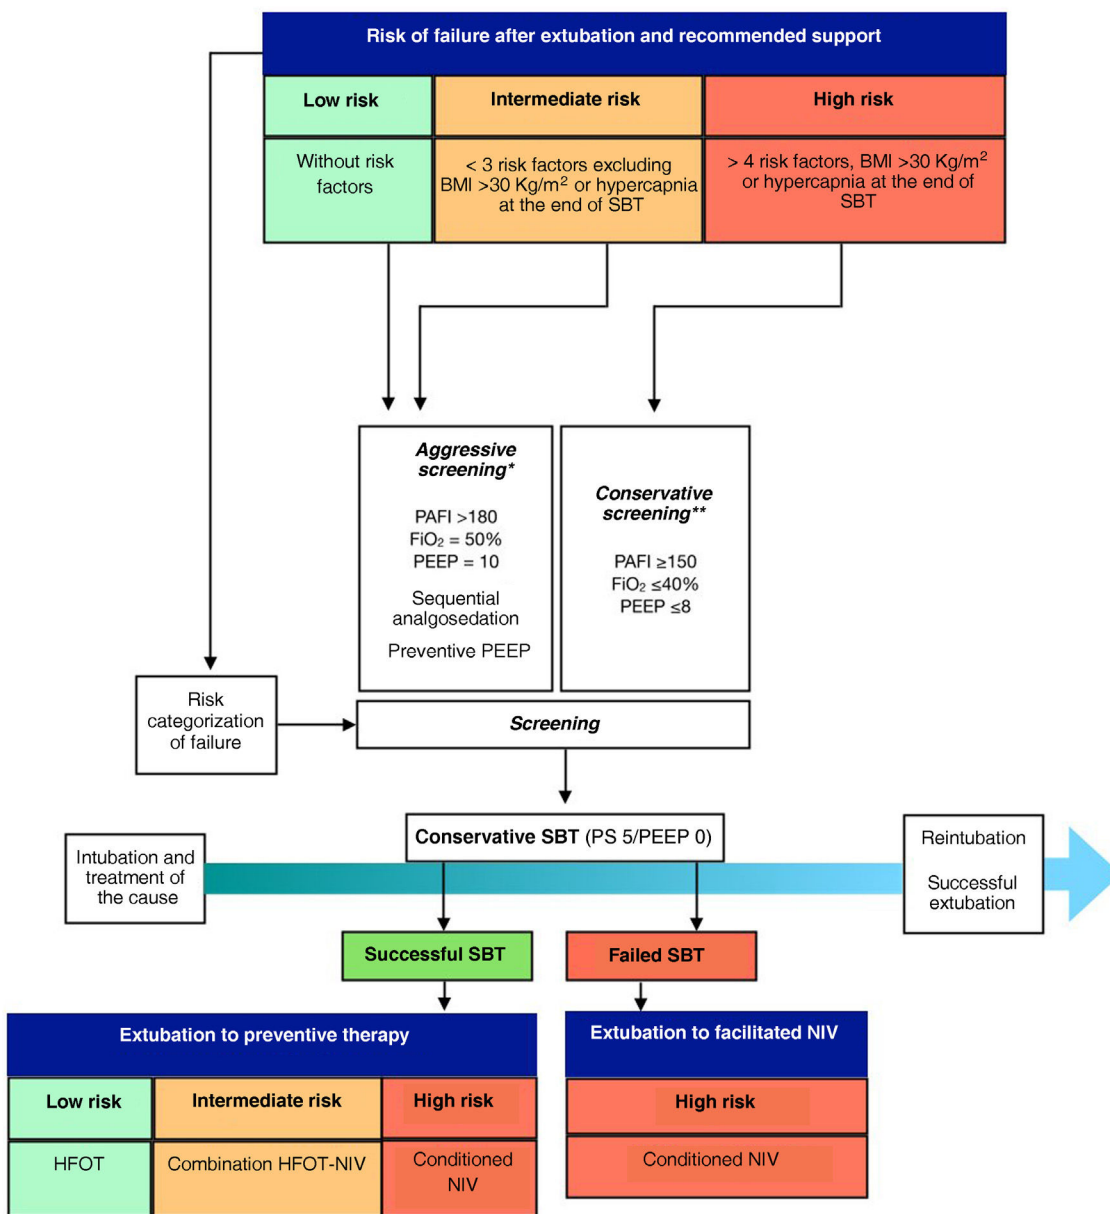 Risk of failure after extubation and recommended support
Low risk
Intermediate risk
High risk
Without risk
factors
< 3 risk factors excluding
BMI >30 Kg/m² or hypercapnia
at the end of SBT
> 4 risk factors, BMI >30 Kg/m²
or hypercapnia at the end of
SBT
Aggressive
screening*
PAFI >180
FiO₂ = 50%
PEEP = 10
Sequential
analgosedation
Preventive PEEP
Conservative
screening**
PAFI ≥150
FiO₂ ≤40%
PEEP ≤8
Risk
categorization
of failure
Screening
Conservative SBT (PS 5/PEEP 0)
Intubation and
treatment of
the cause
Reintubation
Successful
extubation
Successful SBT
Failed SBT
Extubation to preventive therapy
Low risk
Intermediate risk
High risk
HFOT
Combination HFOT-NIV
Conditioned
NIV
Extubation to facilitated NIV
High risk
Conditioned NIV